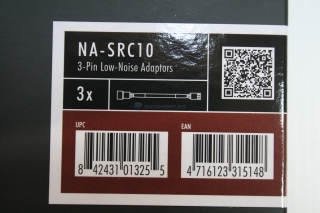 NA-SRC10
3-Pin Low-Noise Adaptors
3x
UPC
EAN
8 42431 01325 5
4 716123 315148